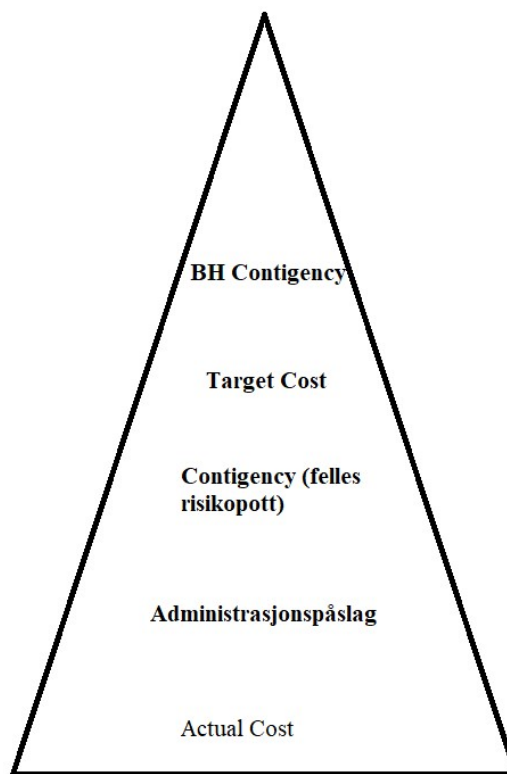 BH Contigency
Target Cost
Contigency (felles
risikopott)
Administrasjonspåslag
Actual Cost